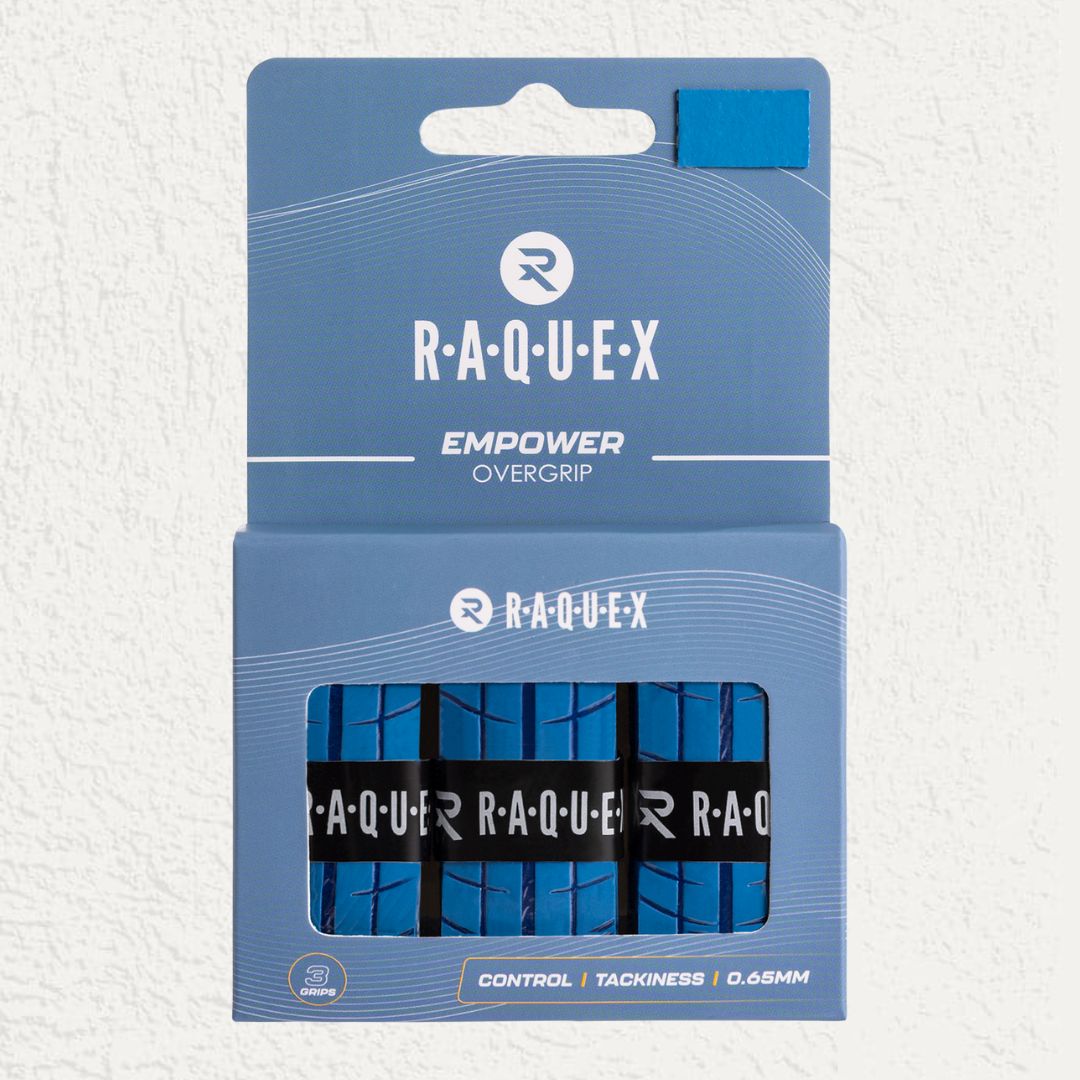 R·A·Q·U·E·X
EMPOWER
OVERGRIP
R·A·Q·U·E·X
R·A·Q·U·E
R R·A·Q·U·E·X
R R·A·Q
3
GRIPS
CONTROL | TACKINESS | 0.65MM